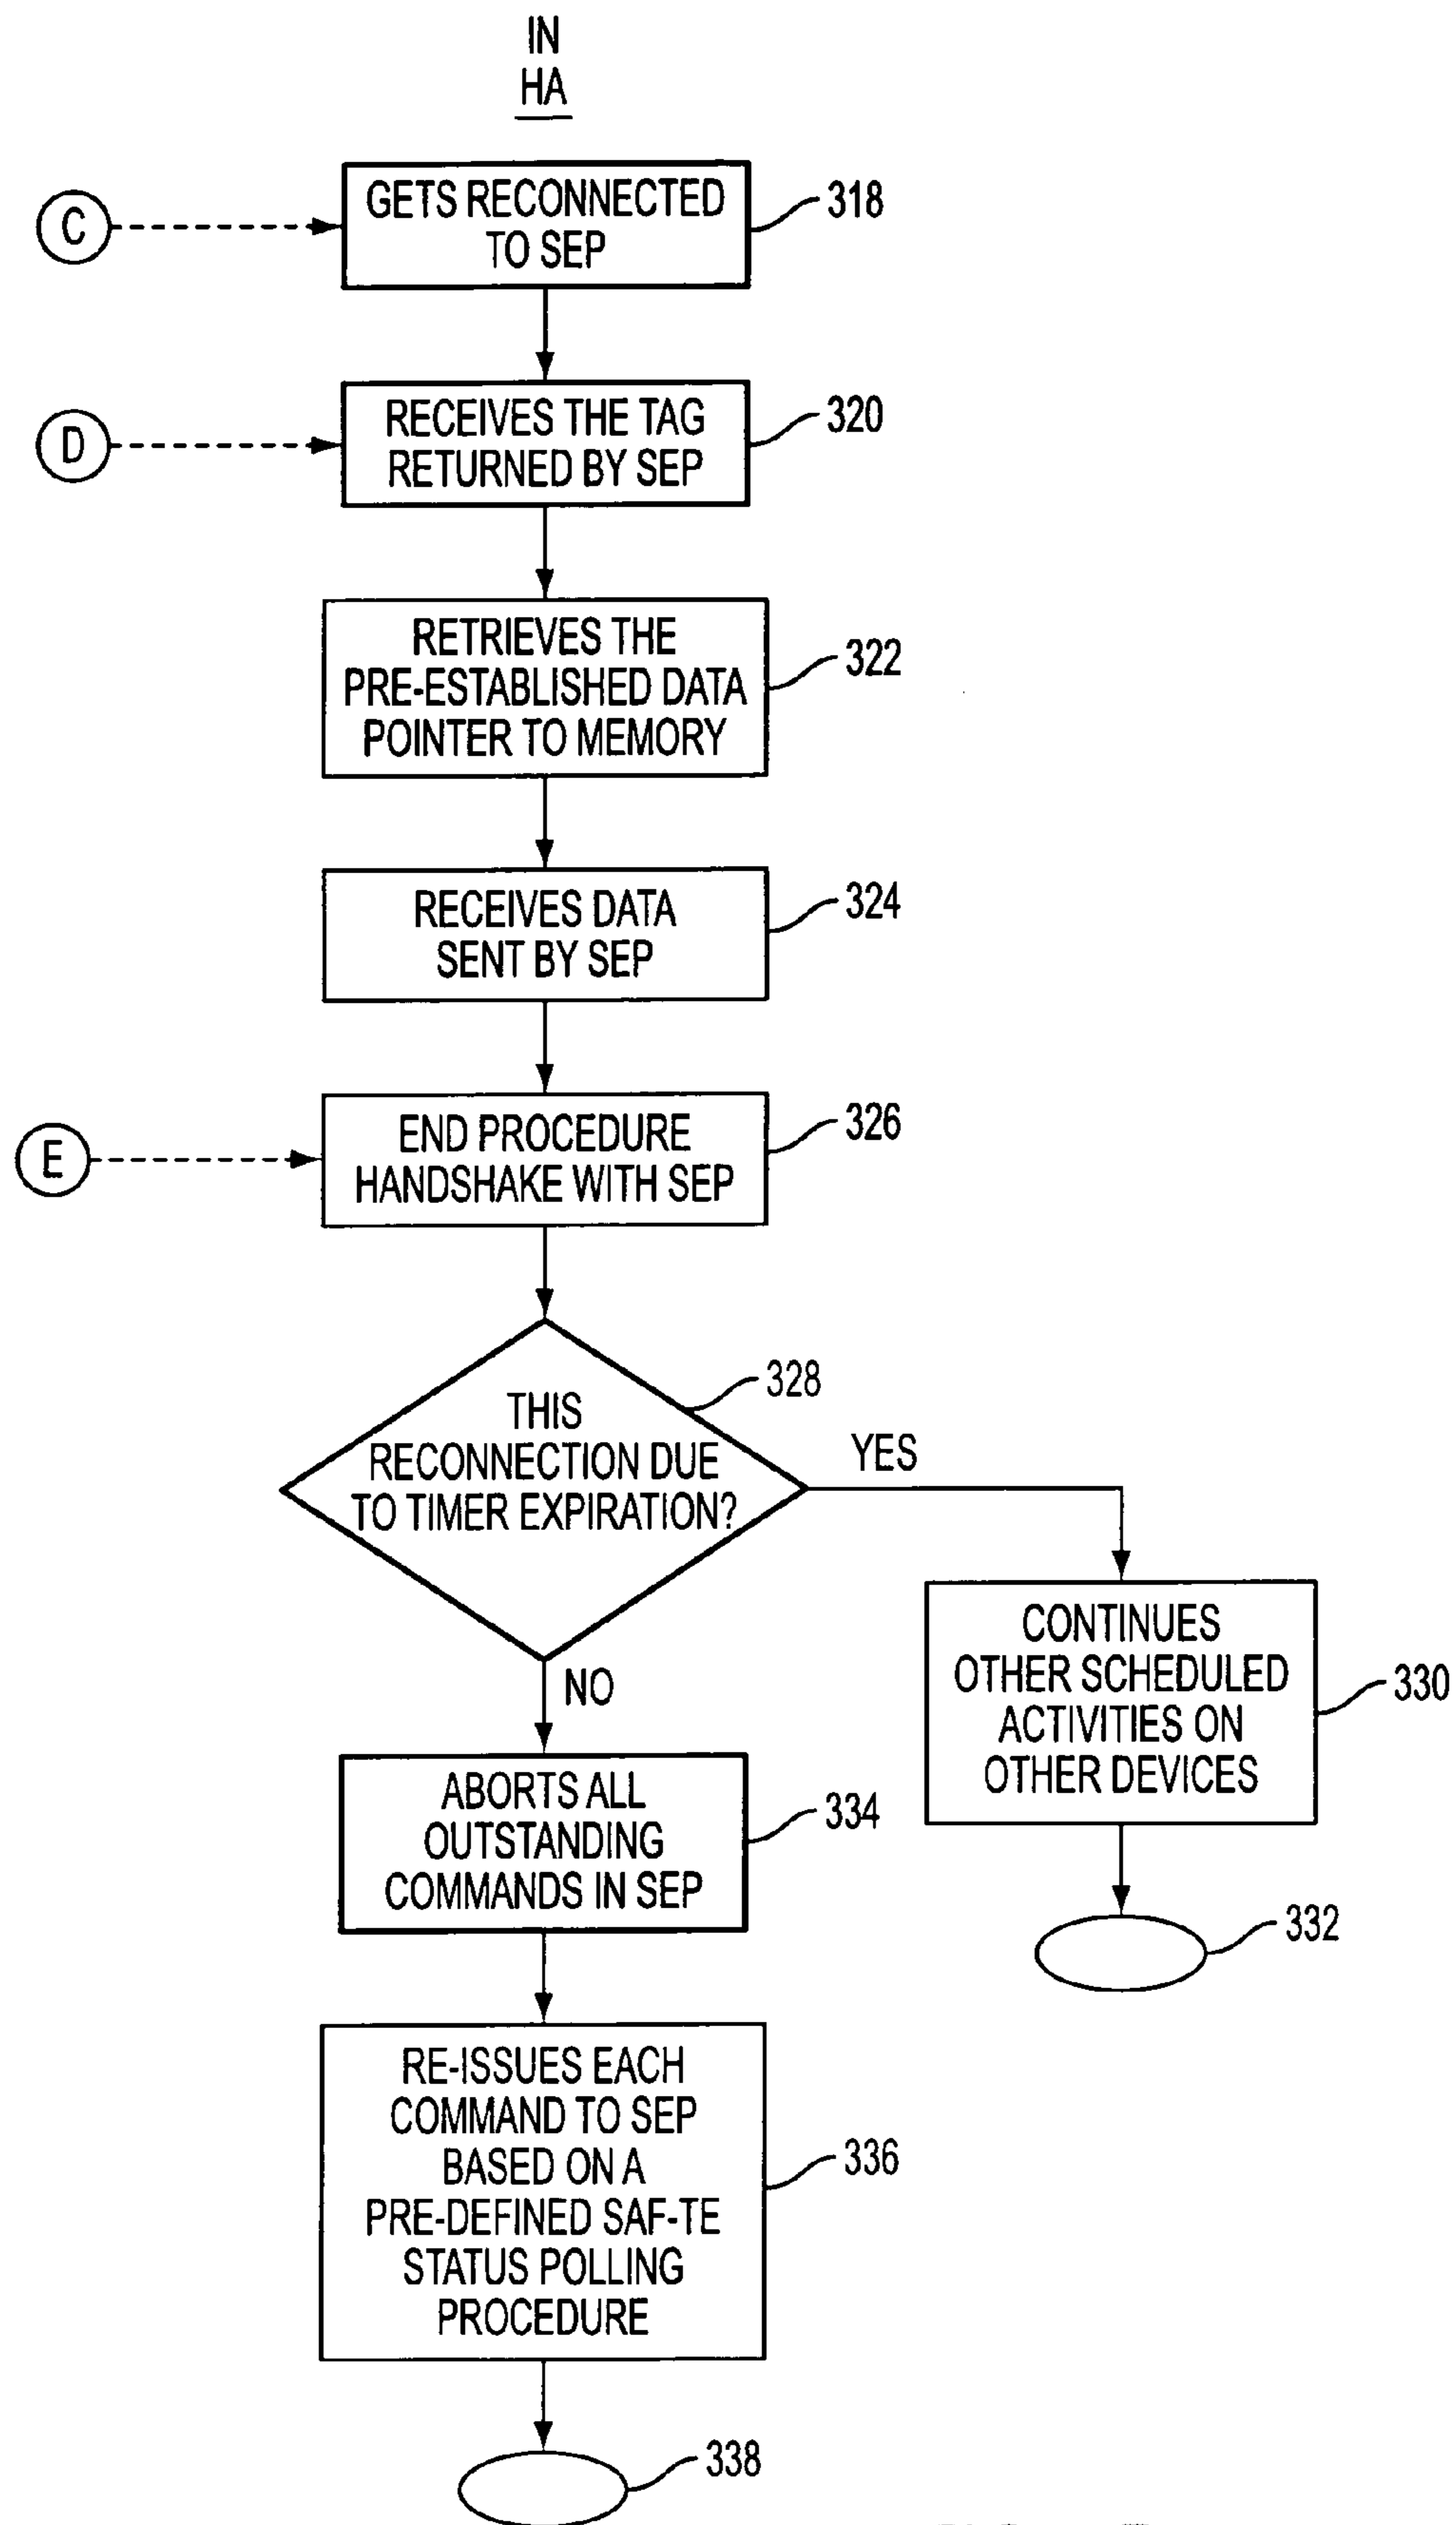 IN
HA
C
GETS RECONNECTED
TO SEP
318
D
RECEIVES THE TAG
RETURNED BY SEP
320
RETRIEVES THE
PRE-ESTABLISHED DATA
POINTER TO MEMORY
322
RECEIVES DATA
SENT BY SEP
324
E
END PROCEDURE
HANDSHAKE WITH SEP
326
THIS
RECONNECTION DUE
TO TIMER EXPIRATION?
328
YES
NO
CONTINUES
OTHER SCHEDULED
ACTIVITIES ON
OTHER DEVICES
330
332
ABORTS ALL
OUTSTANDING
COMMANDS IN SEP
334
RE-ISSUES EACH
COMMAND TO SEP
BASED ON A
PRE-DEFINED SAF-TE
STATUS POLLING
PROCEDURE
336
338